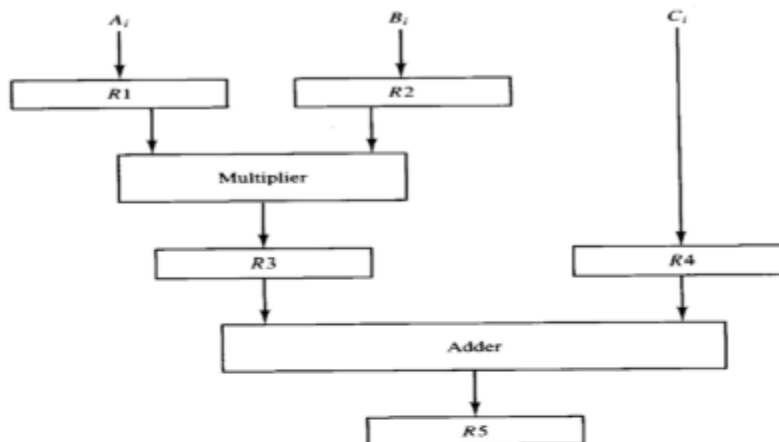 Ai Bi Ci
R1 R2
Multiplier
R3 R4
Adder
R5